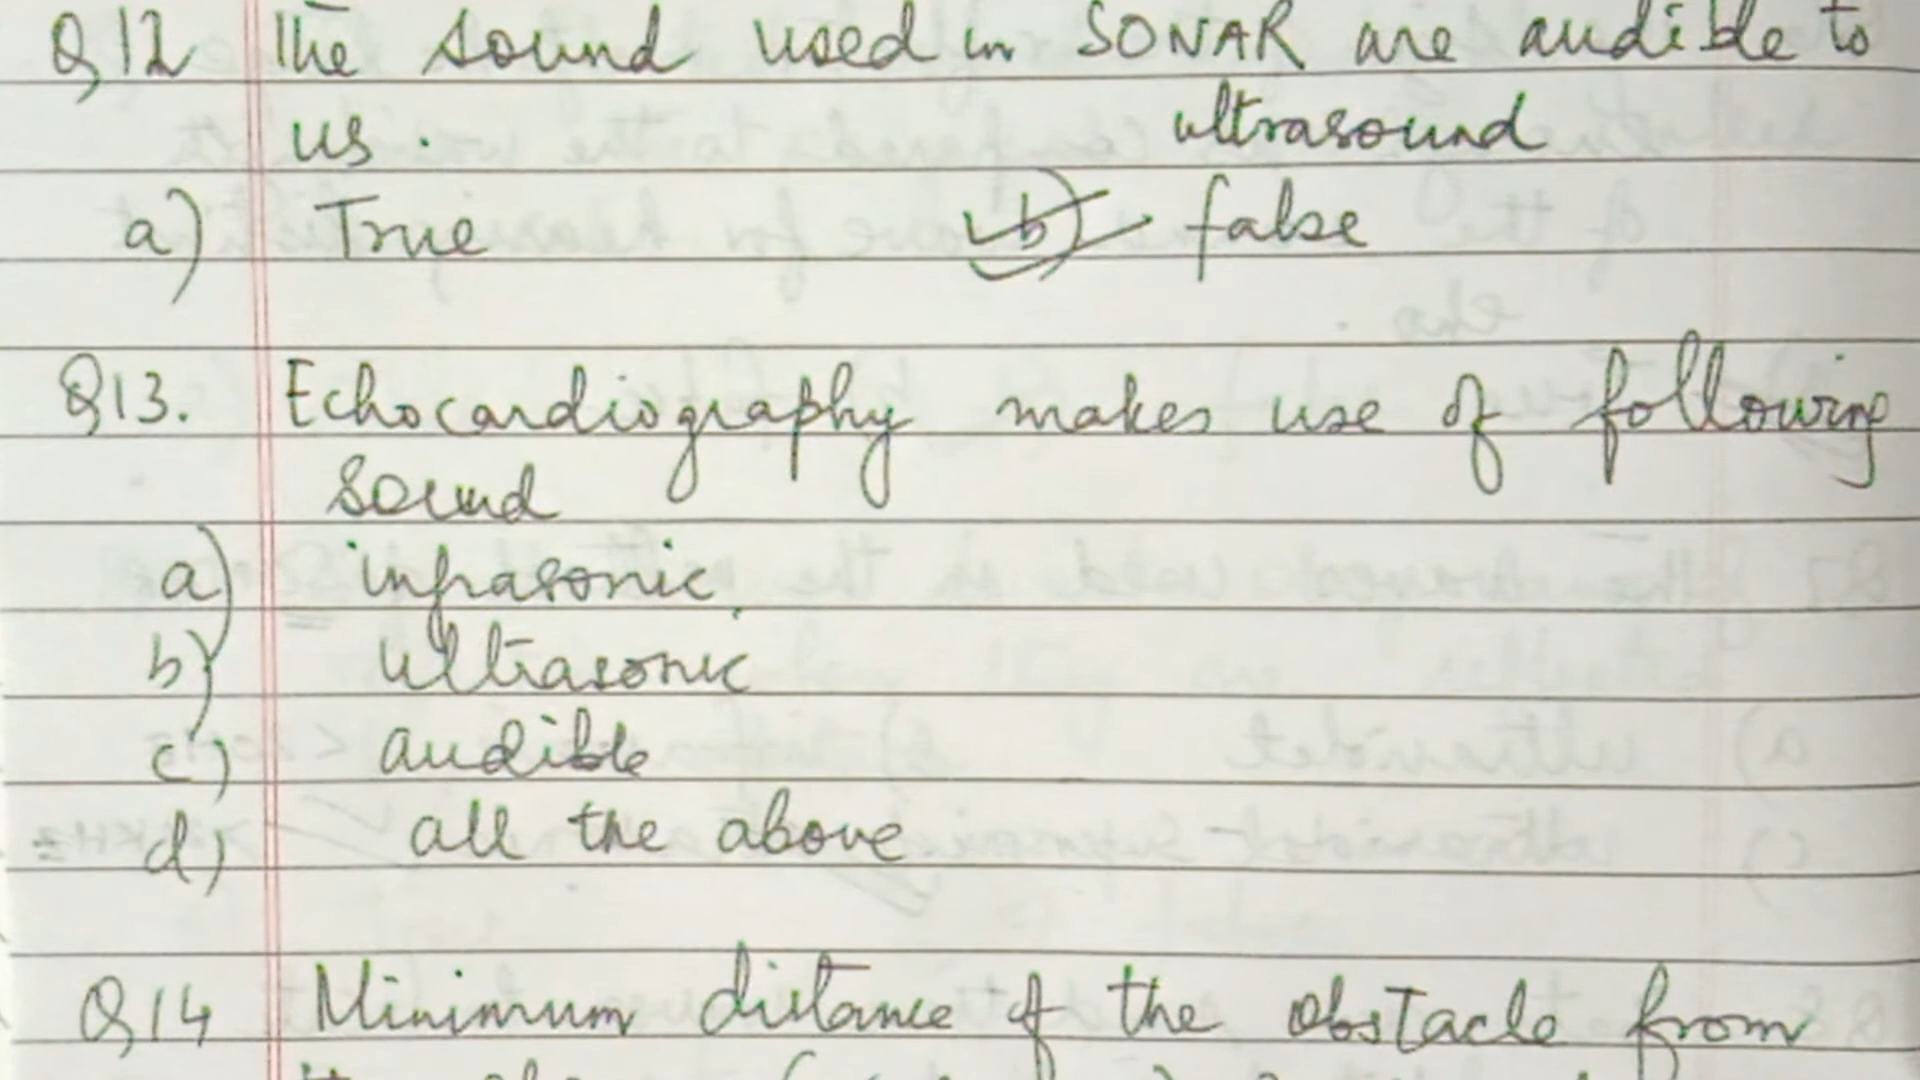 Q12 The sound used in SONAR are audible to
us.
ultrasound
a) True b) false
Q13. Echocardiography makes use of following
sound
a) infrasonic
b) ultrasonic
c) audible
d) all the above
Q14 Minimum distance of the obstacle from